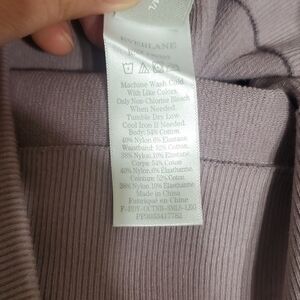 EVERLANE
Machine Wash Cold
With Like Colors.
Only Non-Chlorine Bleach
When Needed.
Tumble Dry Low.
Cool Iron If Needed.
Body: 54% Cotton
40% Nylon 6% Elastane.
Waistband: 52% Cotton,
38% Nylon, 10% Elastane.
Corps: 54% Coton
40% Nylon, 6% Elasthanne.
Ceinture: 52% Coton,
38% Nylon, 10% Elasthanne.
Made in China
Fabriqué en Chine